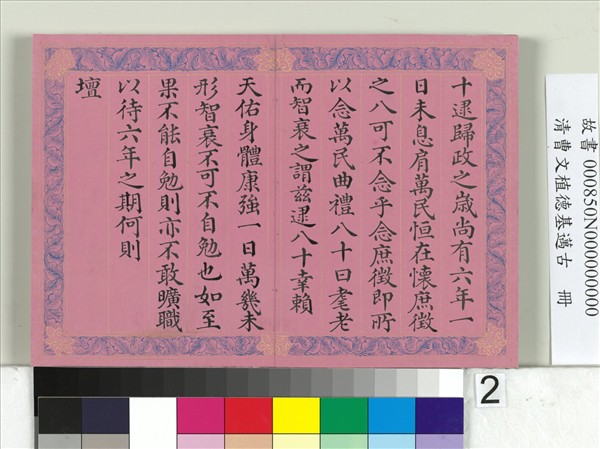 十逮歸政之歲尚有六年一
日未息肩萬民恒在懷庶徵
之八可不念乎念庶徵即所
以念萬民曲禮八十曰耄老
而智衰之謂茲逮八十幸賴
天佑身體康強一日萬幾未
形智衰不可不自勉也如至
果不能自勉則亦不敢曠職
以待六年之期何則
壇
故書 000850N000000000
清曹文植德基邁古 冊
2